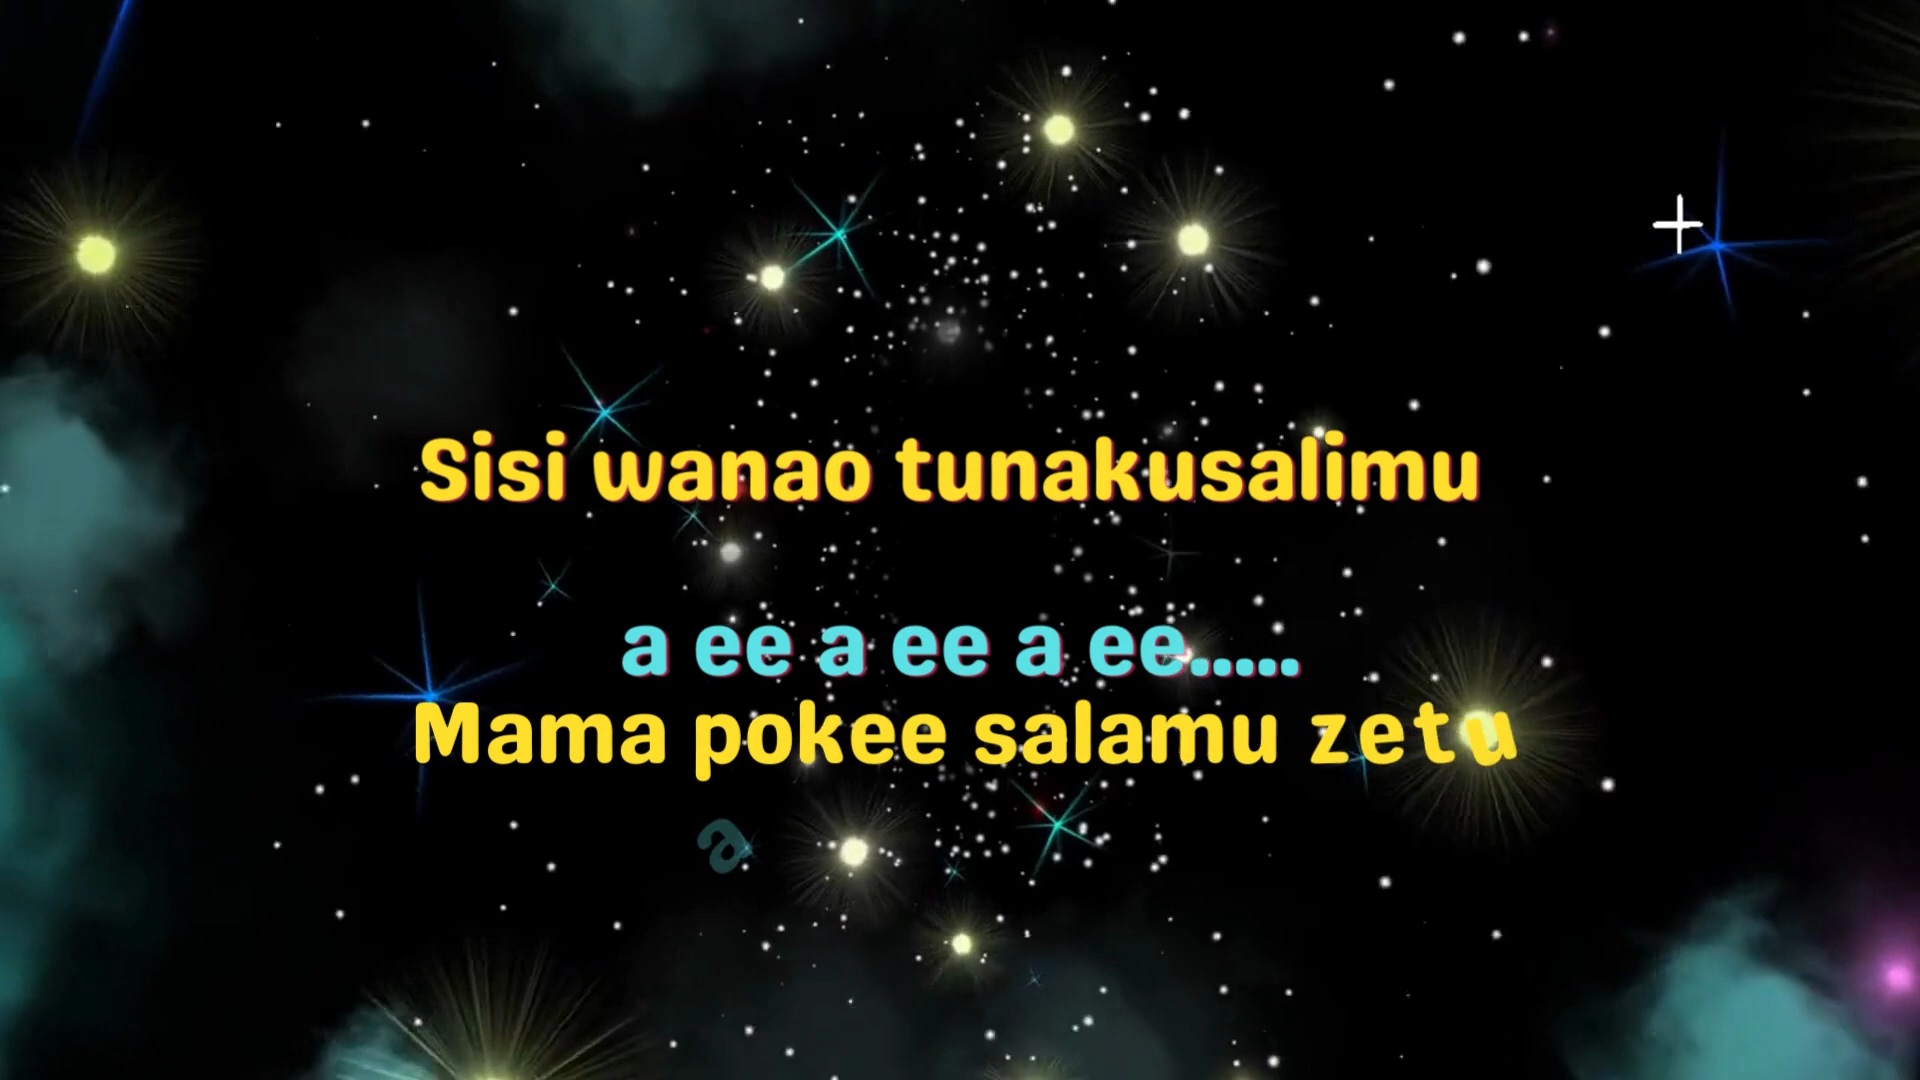 Sisi wanao tunakusalimu
a ee a ee a ee.....
Mama pokee salamu zetu
a